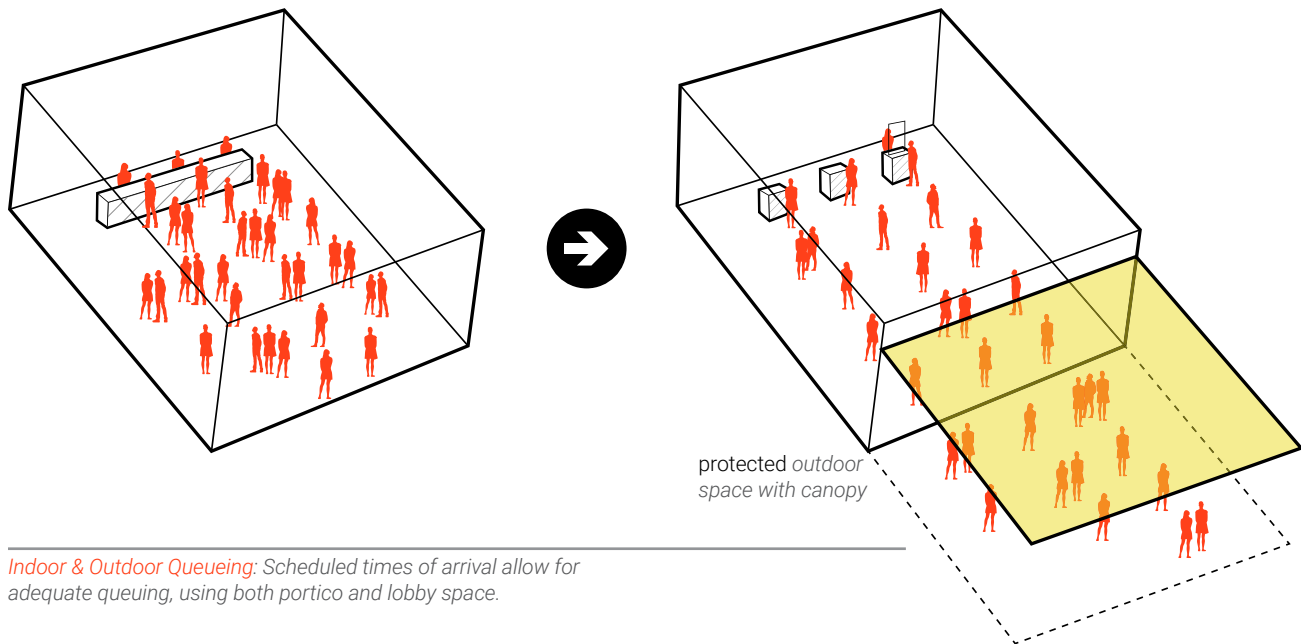 protected outdoor
space with canopy
Indoor & Outdoor Queueing: Scheduled times of arrival allow for
adequate queuing, using both portico and lobby space.